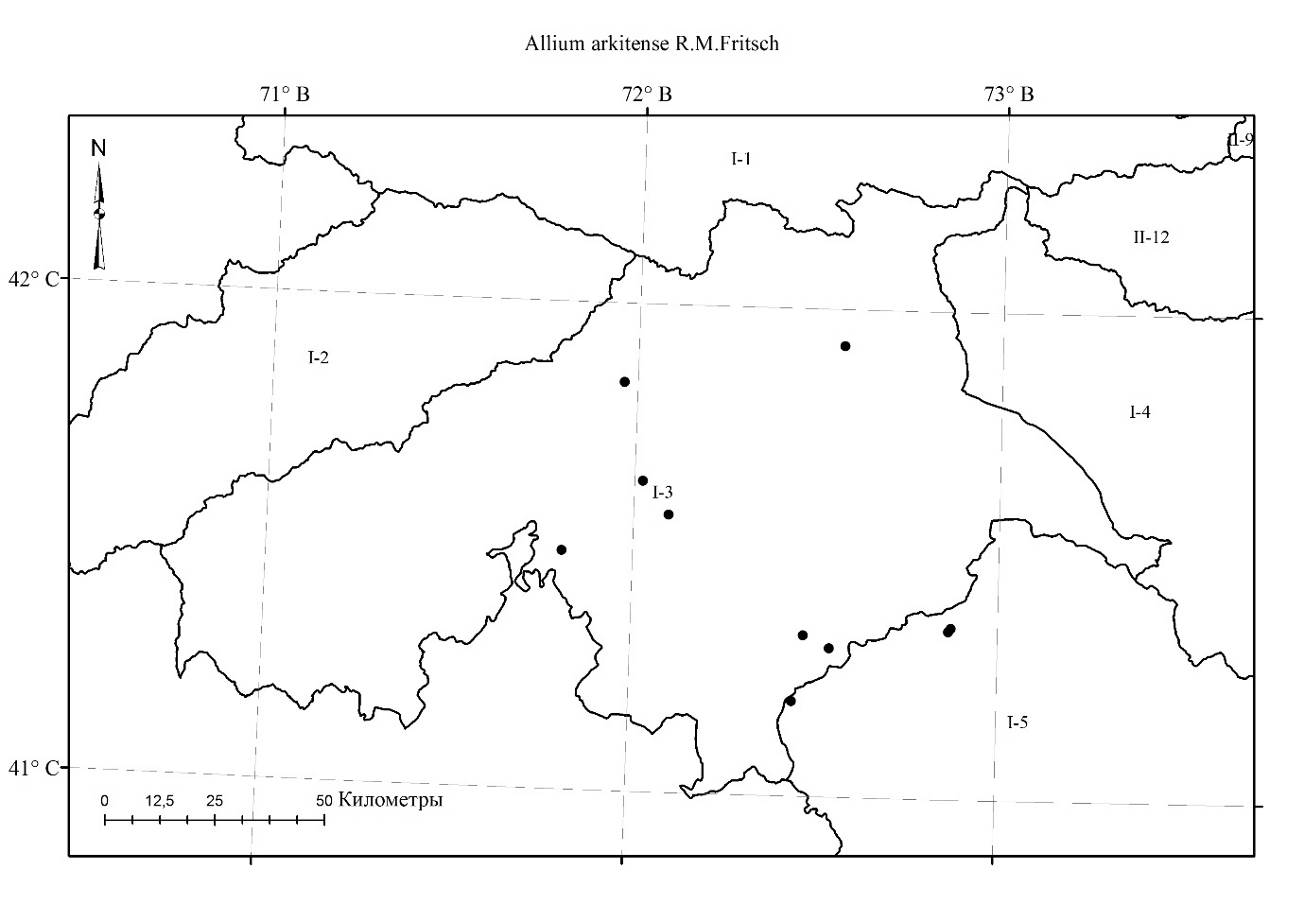 Allium arkitense R.M.Fritsch
71° В 72° В 73° В
N
I-1
II-9
II-12
42° С
I-2
I-4
I-3
I-5
41° С
0 12,5 25 50 Километры